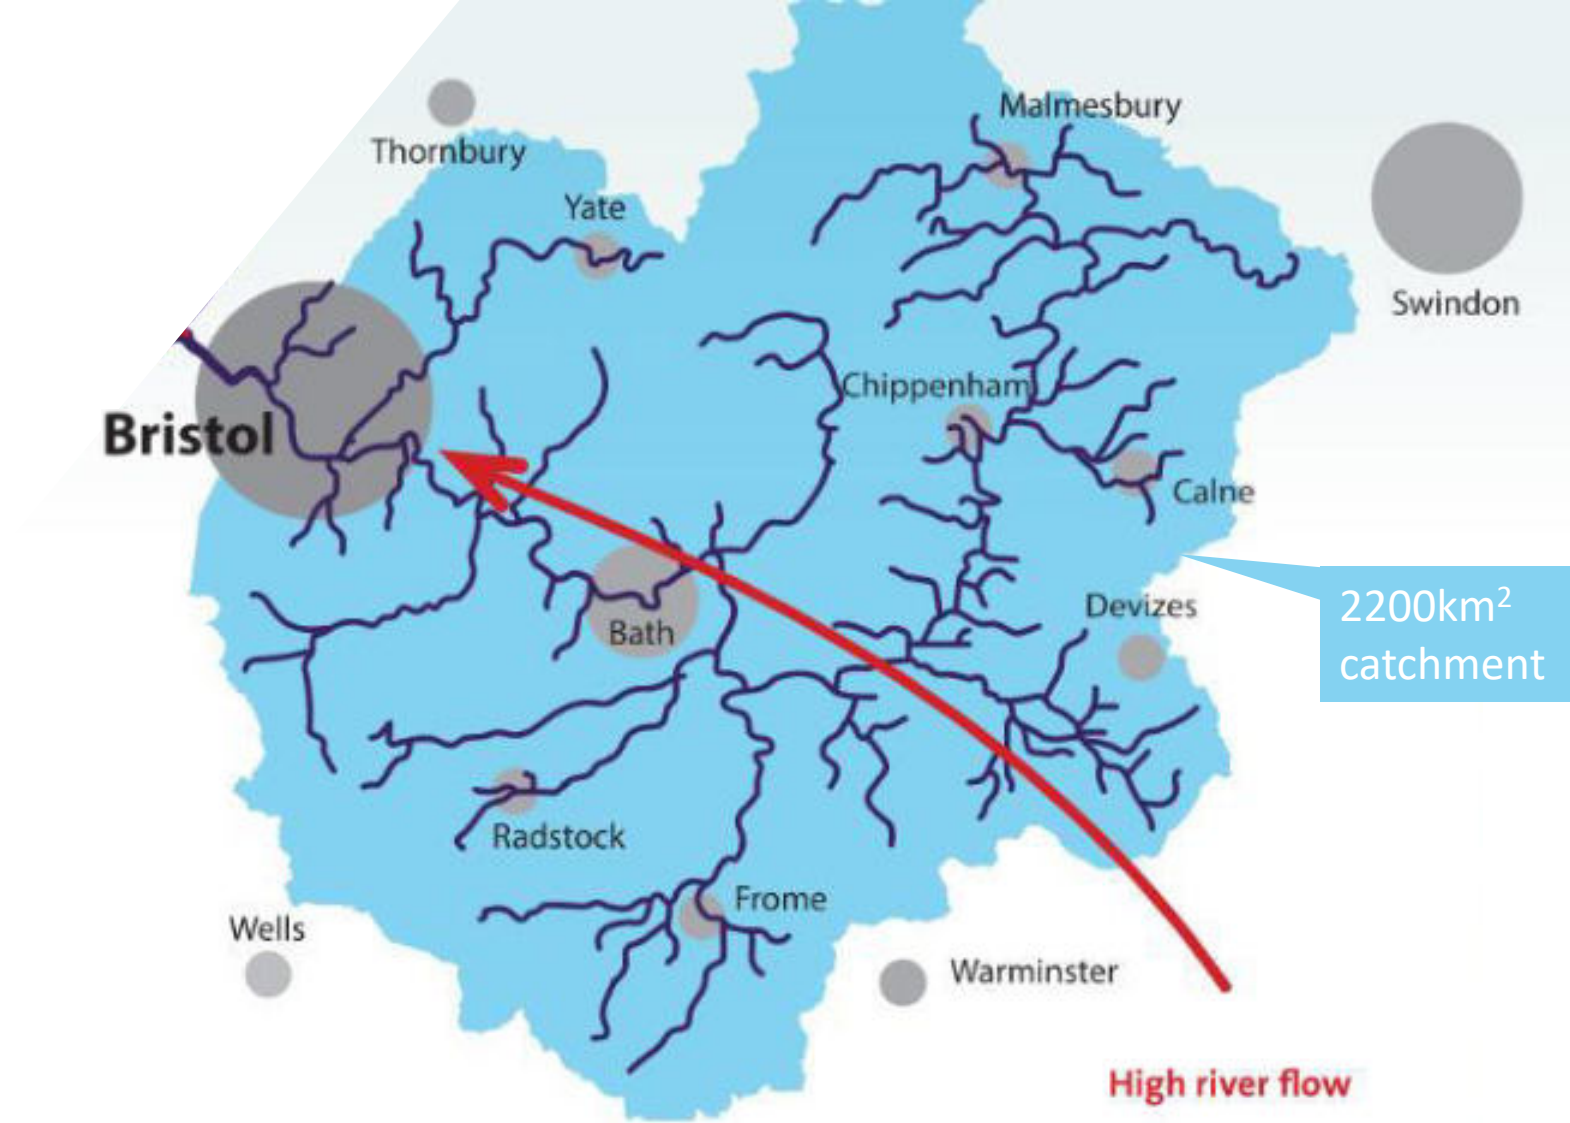 Malmesbury
Thornbury
Yate
Swindon
Chippenham
Bristol
Calne
2200km²
catchment
Devizes
Bath
Radstock
Frome
Wells
Warminster
High river flow